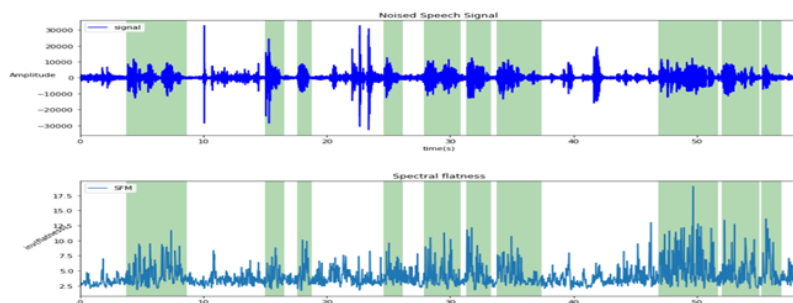 Noised Speech Signal
signal
Amplitude
30000
20000
10000
0
−10000
−20000
−30000
0 10 20 30 40 50
time(s)
Spectral flatness
SFM
17.5
15.0
12.5
10.0
7.5
5.0
2.5
0 10 20 30 40 50